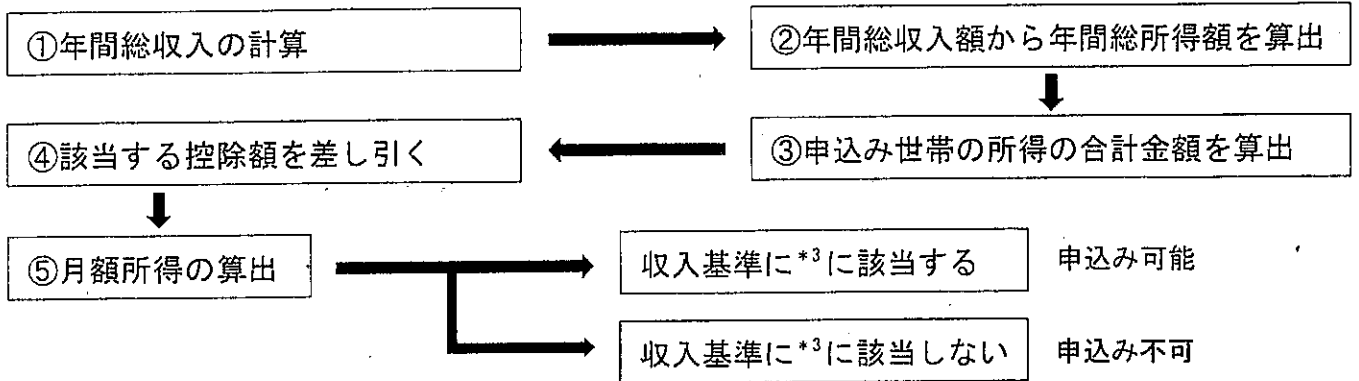 ①年間総収入の計算
②年間総収入額から年間総所得額を算出
③申込み世帯の所得の合計金額を算出
④該当する控除額を差し引く
⑤月額所得の算出
収入基準に*3に該当する 申込み可能
収入基準に*3に該当しない 申込み不可